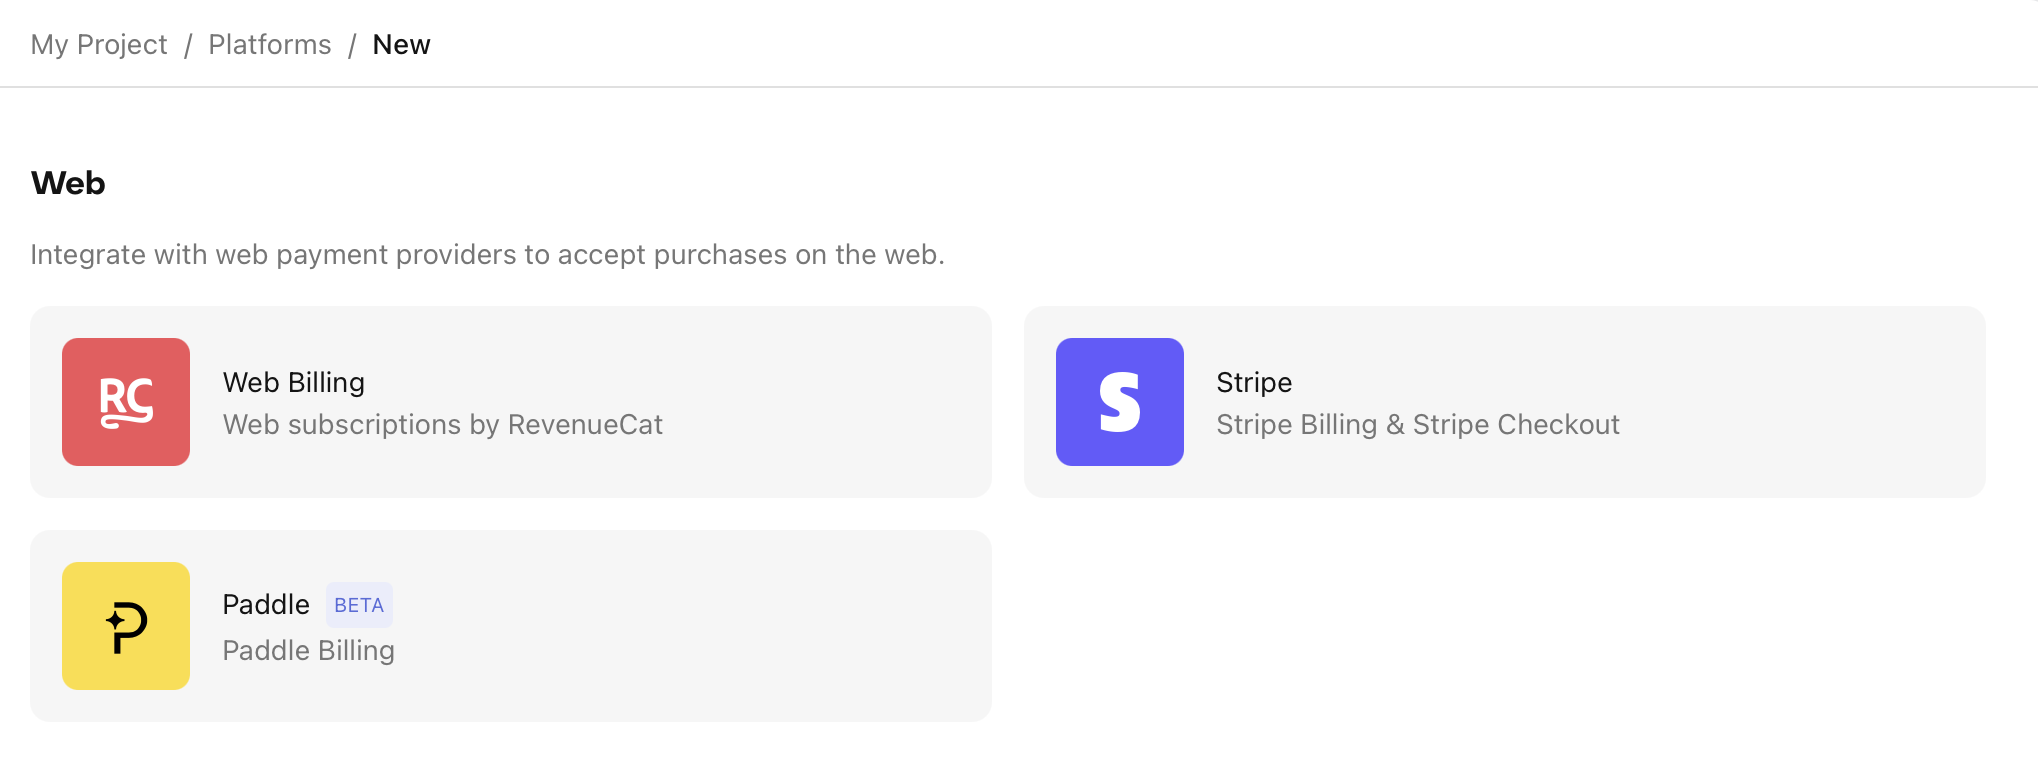 My Project / Platforms / New
Web
Integrate with web payment providers to accept purchases on the web.
RC
Web Billing
Web subscriptions by RevenueCat
S
Stripe
Stripe Billing & Stripe Checkout
P
Paddle BETA
Paddle Billing